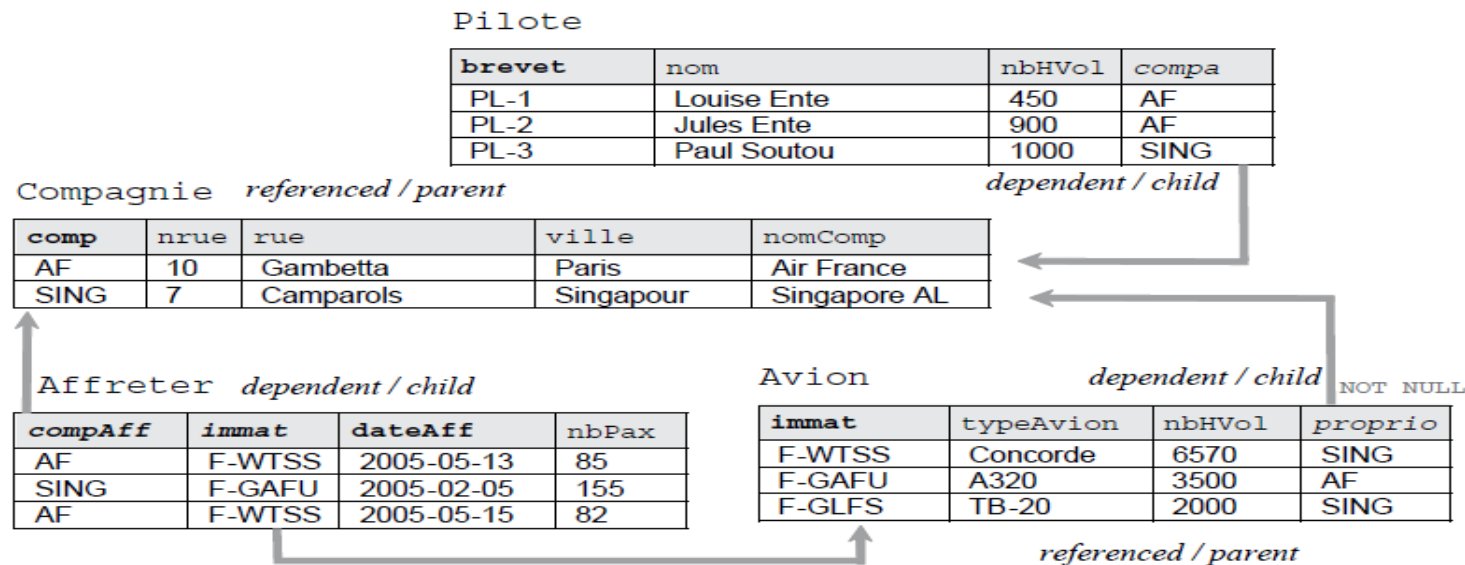 Pilote
brevet nom nbHVol compa
PL-1 Louise Ente 450 AF
PL-2 Jules Ente 900 AF
PL-3 Paul Soutou 1000 SING
Compagnie referenced / parent dependent / child
comp nrue rue ville nomComp
AF 10 Gambetta Paris Air France
SING 7 Camparols Singapour Singapore AL
Affreter dependent / child
compAff immat dateAff nbPax
AF F-WTSS 2005-05-13 85
SING F-GAFU 2005-02-05 155
AF F-WTSS 2005-05-15 82
Avion dependent / child NOT NULL
immat typeAvion nbHVol proprio
F-WTSS Concorde 6570 SING
F-GAFU A320 3500 AF
F-GLFS TB-20 2000 SING
referenced / parent